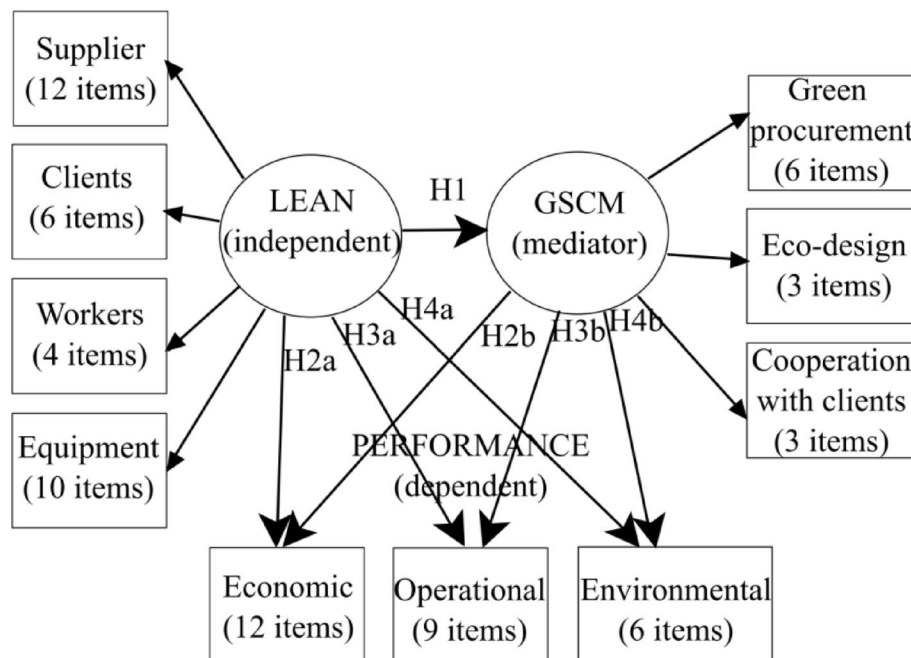 Supplier
(12 items)
Clients
(6 items)
Workers
(4 items)
Equipment
(10 items)
LEAN
(independent)
H1
GSCM
(mediator)
Green
procurement
(6 items)
Eco-design
(3 items)
Cooperation
with clients
(3 items)
H2a
H3a
H4a
H2b
H3b
H4b
PERFORMANCE
(dependent)
Economic
(12 items)
Operational
(9 items)
Environmental
(6 items)